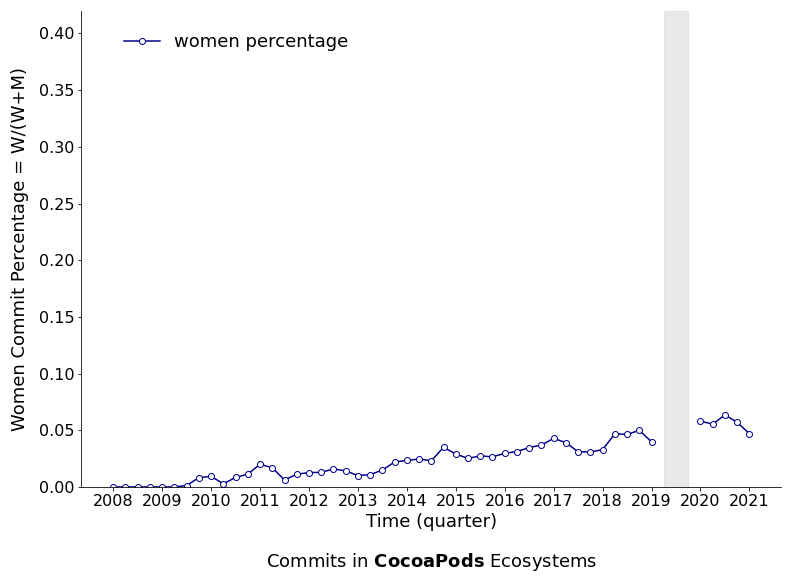 women percentage
Women Commit Percentage = W/(W+M)
0.40
0.35
0.30
0.25
0.20
0.15
0.10
0.05
0.00
2008 2009 2010 2011 2012 2013 2014 2015 2016 2017 2018 2019 2020 2021
Time (quarter)
Commits in CocoaPods Ecosystems